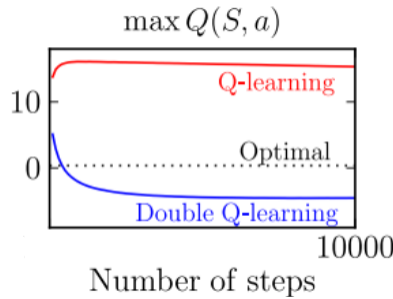 max Q(S, a)
Q-learning
10
Optimal
0
Double Q-learning
10000
Number of steps